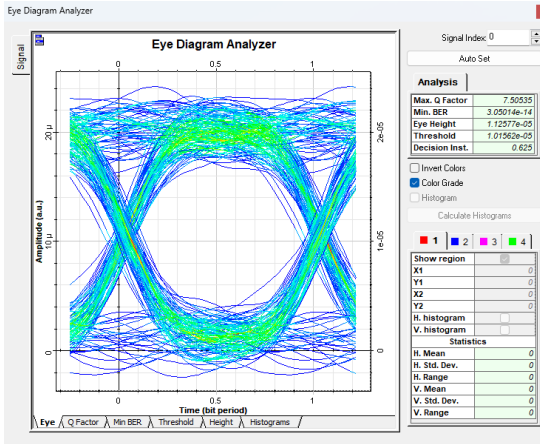 Eye Diagram Analyzer
Signal
Eye Diagram Analyzer
0 0.5 1
Amplitude (a.u.)
20 µ
10 µ
0
2e-05
1e-05
0
0 0.5 1
Time (bit period)
Eye Q Factor Min BER Threshold Height Histograms
Signal Index: 0
Auto Set
Analysis
Max. Q Factor 7.50535
Min. BER 3.05014e-14
Eye Height 1.12577e-05
Threshold 1.01562e-05
Decision Inst. 0.625
Invert Colors
Color Grade
Histogram
Calculate Histograms
1 2 3 4
Show region
X1 0
Y1 0
X2 0
Y2 0
H. histogram
V. histogram
Statistics
H. Mean 0
H. Std. Dev. 0
H. Range 0
V. Mean 0
V. Std. Dev. 0
V. Range 0